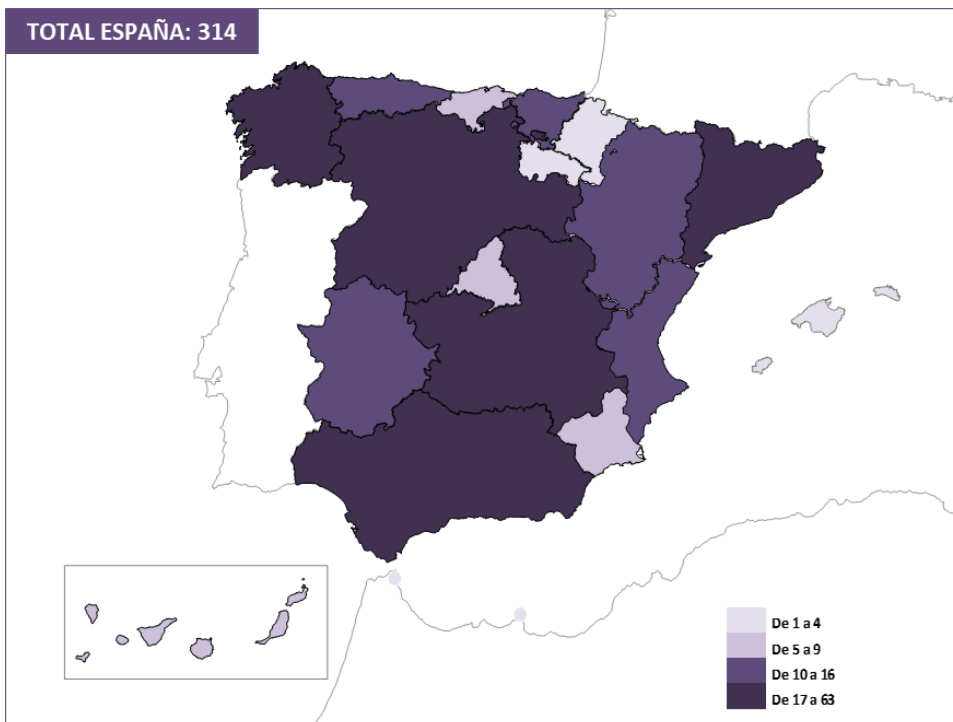 TOTAL ESPAÑA: 314
De 1 a 4
De 5 a 9
De 10 a 16
De 17 a 63